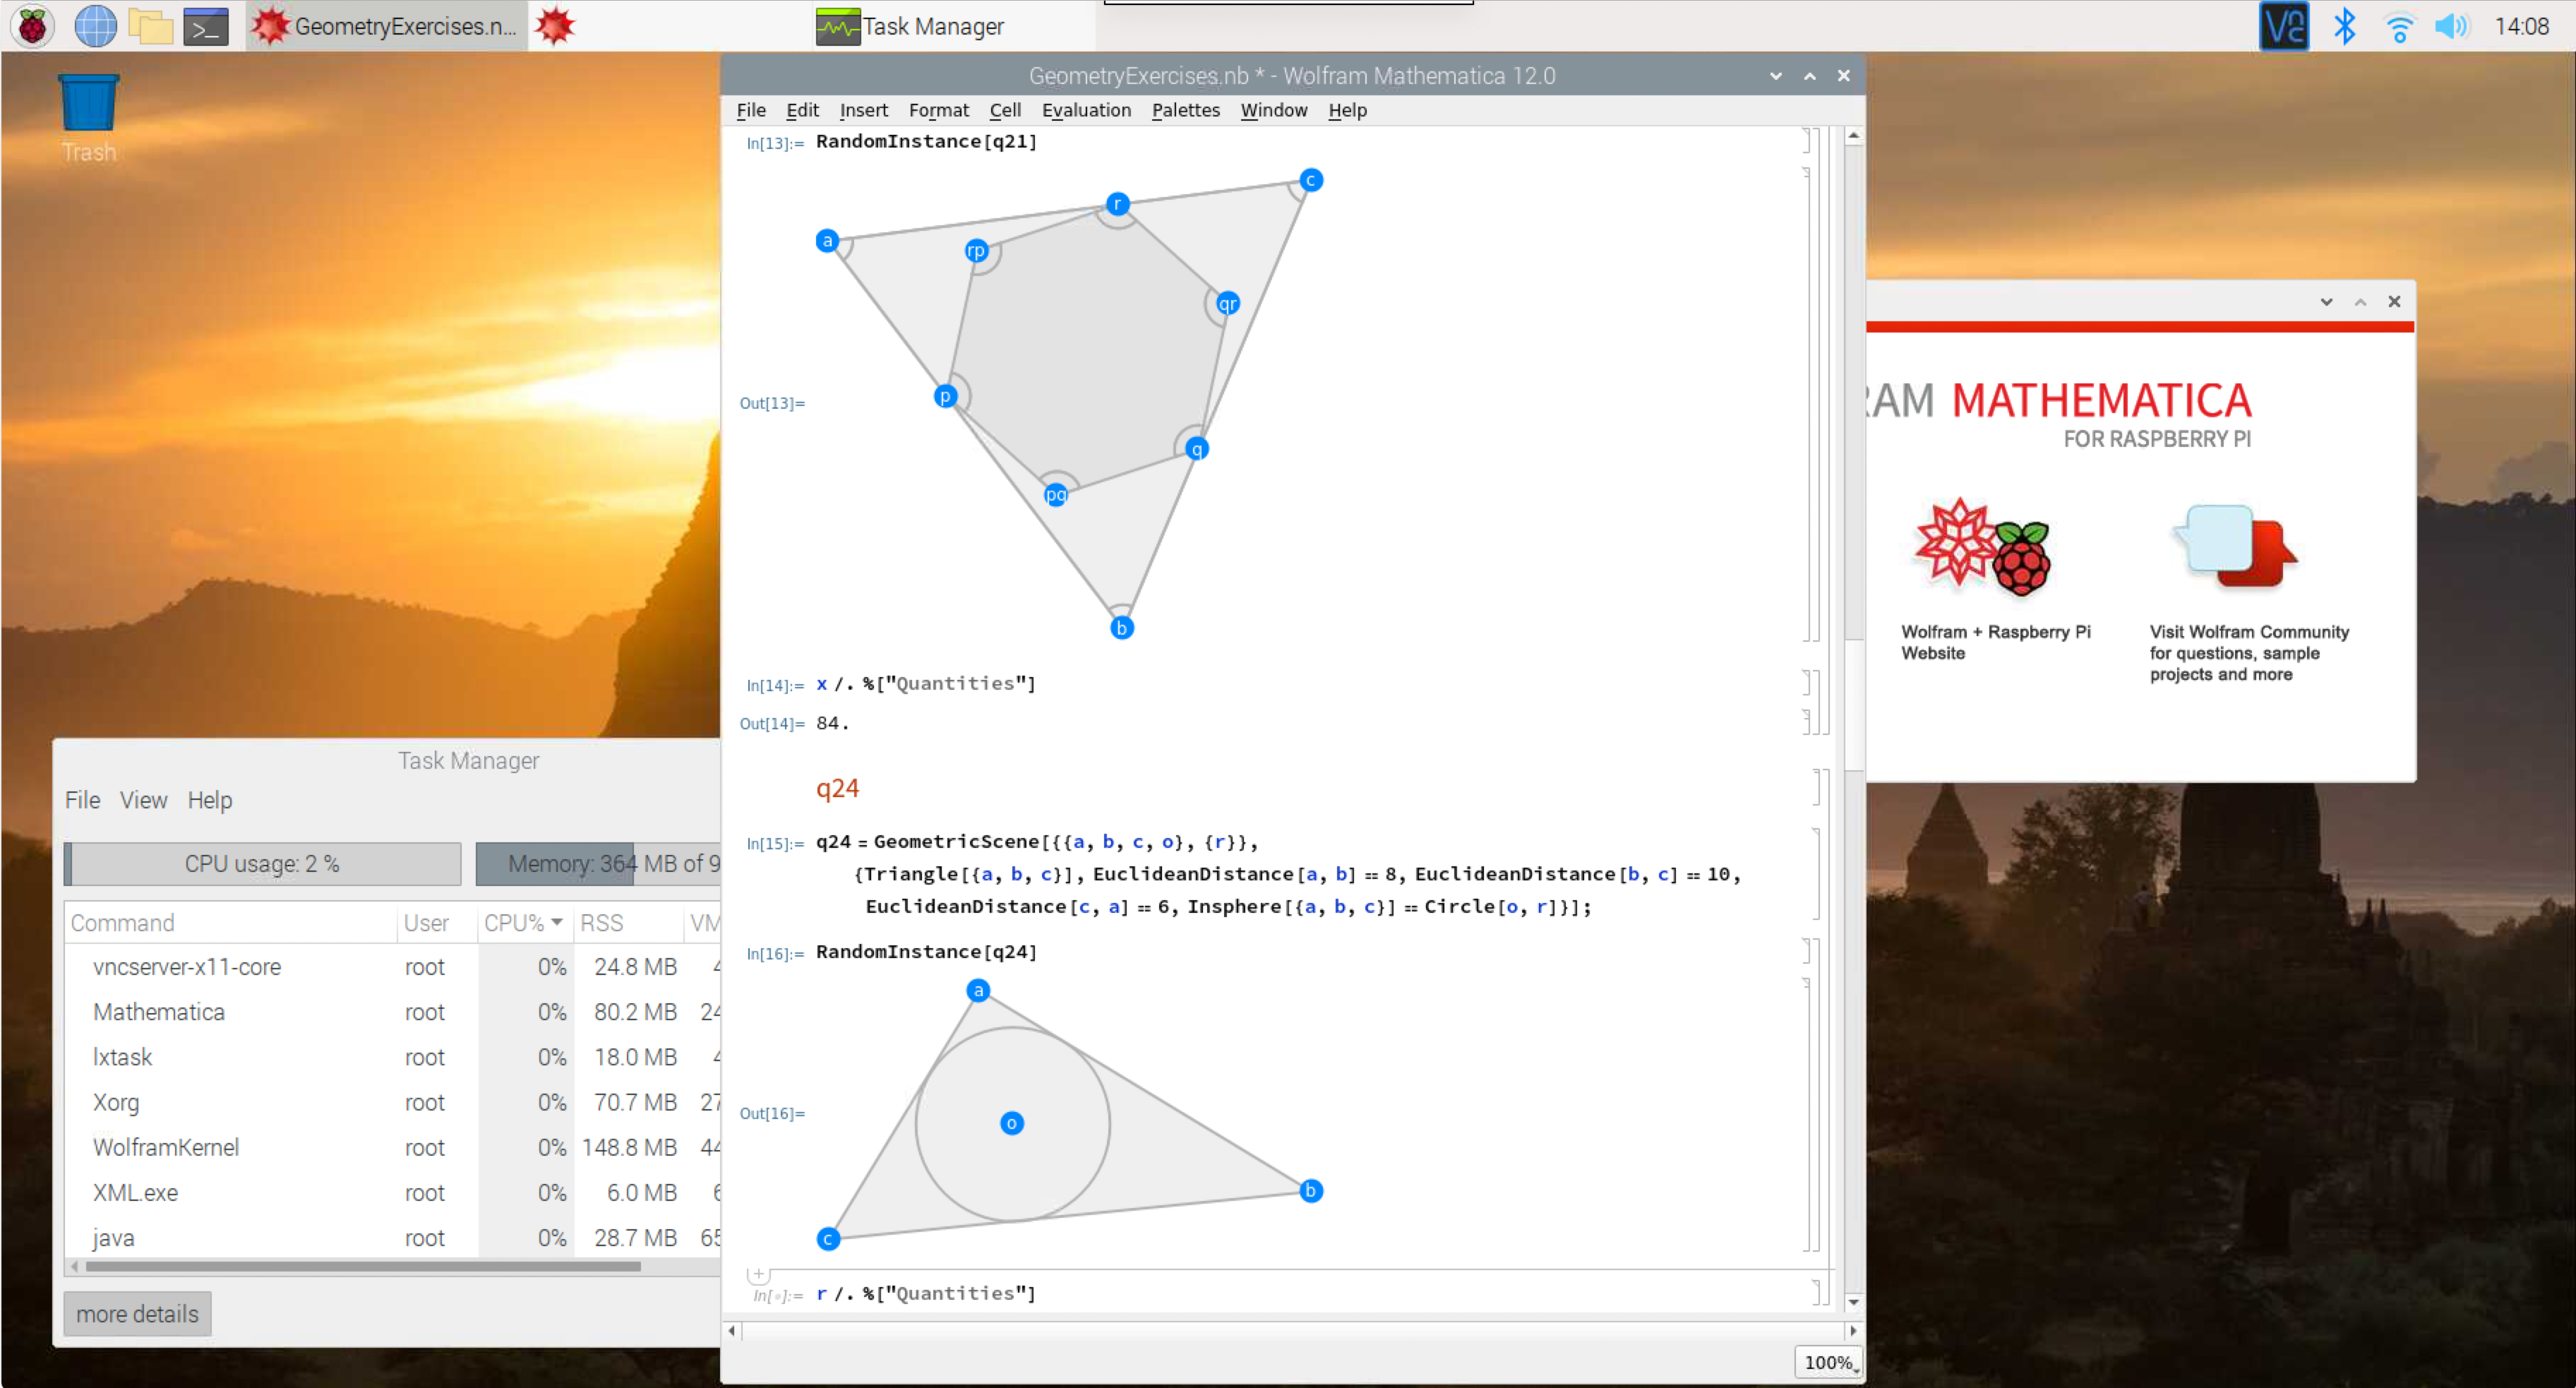 GeometryExercises.n...
Task Manager
14:08
Trash
GeometryExercises.nb * - Wolfram Mathematica 12.0
File Edit Insert Format Cell Evaluation Palettes Window Help
In[13]:= RandomInstance[q21]
c
r
a
rp
qr
Out[13]=
p
q
pq
b
In[14]:= x /. %["Quantities"]
Out[14]= 84.
q24
In[15]:= q24 = GeometricScene[{{a, b, c, o}, {r}},
{Triangle[{a, b, c}], EuclideanDistance[a, b] == 8, EuclideanDistance[b, c] == 10,
EuclideanDistance[c, a] == 6, Insphere[{a, b, c}] == Circle[o, r]}];
In[16]:= RandomInstance[q24]
a
Out[16]=
o
b
c
In[◦]:= r /. %["Quantities"]
100%
MATHEMATICA
FOR RASPBERRY PI
Wolfram + Raspberry Pi
Website
Visit Wolfram Community
for questions, sample
projects and more
Task Manager
File View Help
CPU usage: 2 %
Memory: 364 MB of 9
Command User CPU% RSS VM
vncserver-x11-core root 0% 24.8 MB
Mathematica root 0% 80.2 MB 24
lxtask root 0% 18.0 MB
Xorg root 0% 70.7 MB 27
WolframKernel root 0% 148.8 MB 44
XML.exe root 0% 6.0 MB
java root 0% 28.7 MB 65
more details